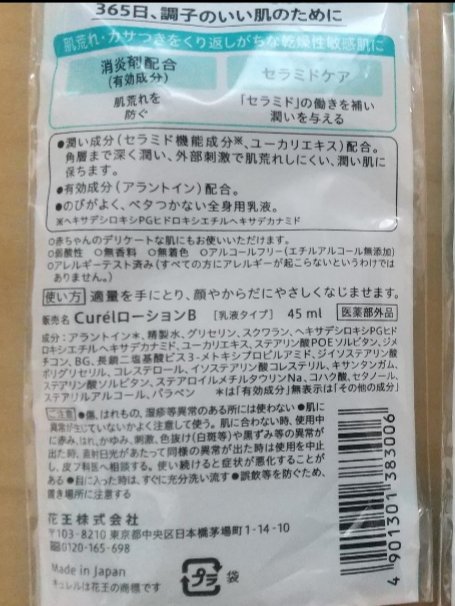 365日、調子のいい肌のために
肌荒れ・カサつきをくり返しがちな乾燥性敏感肌に
消炎剤配合
(有効成分)
肌荒れを
防ぐ
セラミドケア
「セラミド」の働きを補い
潤いを与える
●潤い成分(セラミド機能成分※、ユーカリエキス)配合。
角層まで深く潤い、外部刺激で肌荒れしにくい、潤い肌に
保ちます。
●有効成分(アラントイン)配合。
●のびがよく、ベタつかない全身用乳液。
※ヘキサデシロキシPGヒドロキシエチルヘキサデカナミド
○赤ちゃんのデリケートな肌にもお使いいただけます。
○弱酸性 ○無香料 ○無着色 ○アルコールフリー(エチルアルコール無添加)
○アレルギーテスト済み(すべての方にアレルギーが起こらないというわけでは
ありません。)
使い方 適量を手にとり、顔やからだにやさしくなじませます。
販売名 CurélローションB [乳液タイプ] 45 ml 医薬部外品
成分:アラントイン*、精製水、グリセリン、スクワラン、ヘキサデシロキシPGヒド
ロキシエチルヘキサデカナミド、ユーカリエキス、ステアリン酸POEソルビタン、ジメ
チコン、BG、長鎖二塩基酸ビス3-メトキシプロピルアミド、ジイソステアリン酸
ポリグリセリル、コレステロール、イソステアリン酸コレステリル、キサンタンガム、
ステアリン酸ソルビタン、ステアロイルメチルタウリンNa、コハク酸、セタノール、
ステアリルアルコール、パラベン *は「有効成分」無表示は「その他の成分」
ご注意 ●傷、はれもの、湿疹等異常のある所には使わない ●肌に
異常が生じていないかよく注意して使う。肌に合わない時、使用中
に赤み、はれ、かゆみ、刺激、色抜け(白斑等)や黒ずみ等の異常が
出た時、直射日光があたって同様の異常が出た時は使用を中止
し、皮フ科医へ相談する。使い続けると症状が悪化することが
ある ●目に入った時は、すぐに充分洗い流す ●誤飲等を防ぐため、
置き場所に注意する
花王株式会社
〒103-8210 東京都中央区日本橋茅場町1-14-10
0120-165-698
Made in Japan
キュレルは花王の商標です
プラ
袋
4901301383006